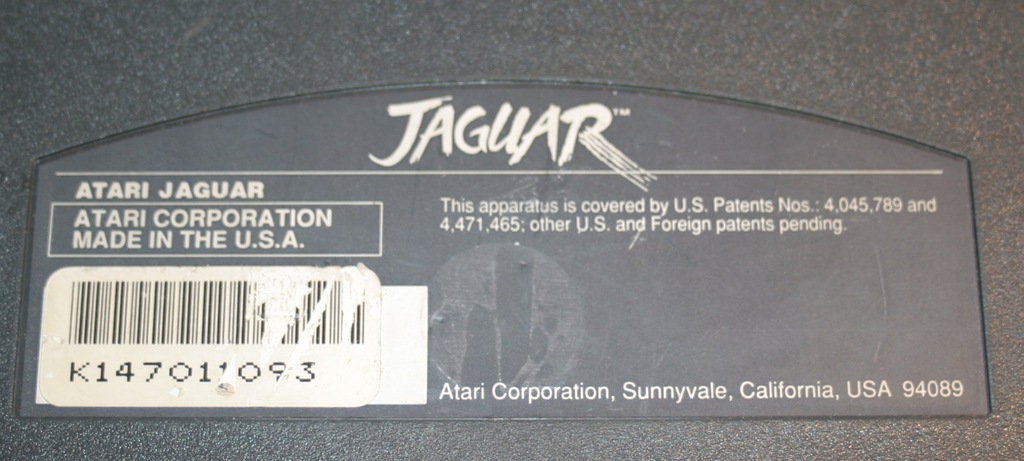 JAGUAR™
ATARI JAGUAR
ATARI CORPORATION
MADE IN THE U.S.A.
This apparatus is covered by U.S. Patents Nos.: 4,045,789 and
4,471,465; other U.S. and Foreign patents pending.
Atari Corporation, Sunnyvale, California, USA 94089